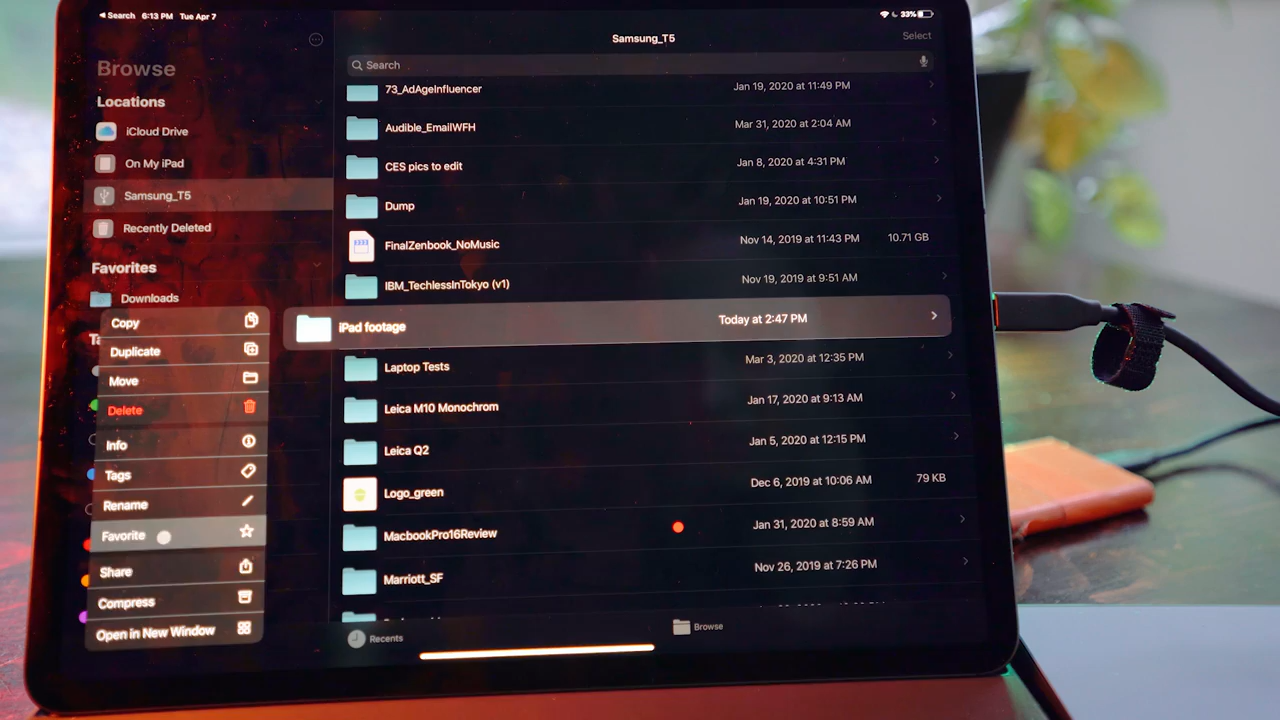 Search 6:13 PM Tue Apr 7
33%
Browse
Locations
iCloud Drive
On My iPad
Samsung_T5
Recently Deleted
Favorites
Downloads
Ta
Copy
Duplicate
Move
Delete
Info
Tags
Rename
Favorite
Share
Compress
Open in New Window
Samsung_T5
Select
Search
73_AdAgeInfluencer Jan 19, 2020 at 11:49 PM
Audible_EmailWFH Mar 31, 2020 at 2:04 AM
CES pics to edit Jan 8, 2020 at 4:31 PM
Dump Jan 19, 2020 at 10:51 PM
FinalZenbook_NoMusic Nov 14, 2019 at 11:43 PM 10.71 GB
IBM_TechlessInTokyo (v1) Nov 19, 2019 at 9:51 AM
iPad footage Today at 2:47 PM
Laptop Tests Mar 3, 2020 at 12:35 PM
Leica M10 Monochrom Jan 17, 2020 at 9:13 AM
Leica Q2 Jan 5, 2020 at 12:15 PM
Logo_green Dec 6, 2019 at 10:06 AM 79 KB
MacbookPro16Review Jan 31, 2020 at 8:59 AM
Marriott_SF Nov 26, 2019 at 7:26 PM
Recents
Browse